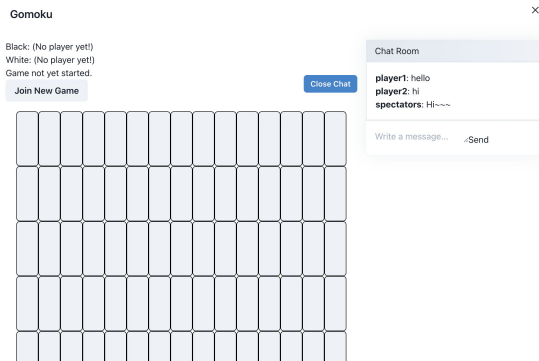 Gomoku
Black: (No player yet!)
White: (No player yet!)
Game not yet started.
Join New Game
Close Chat
Chat Room
player1: hello
player2: hi
spectators: Hi~~~
Write a message...
Send